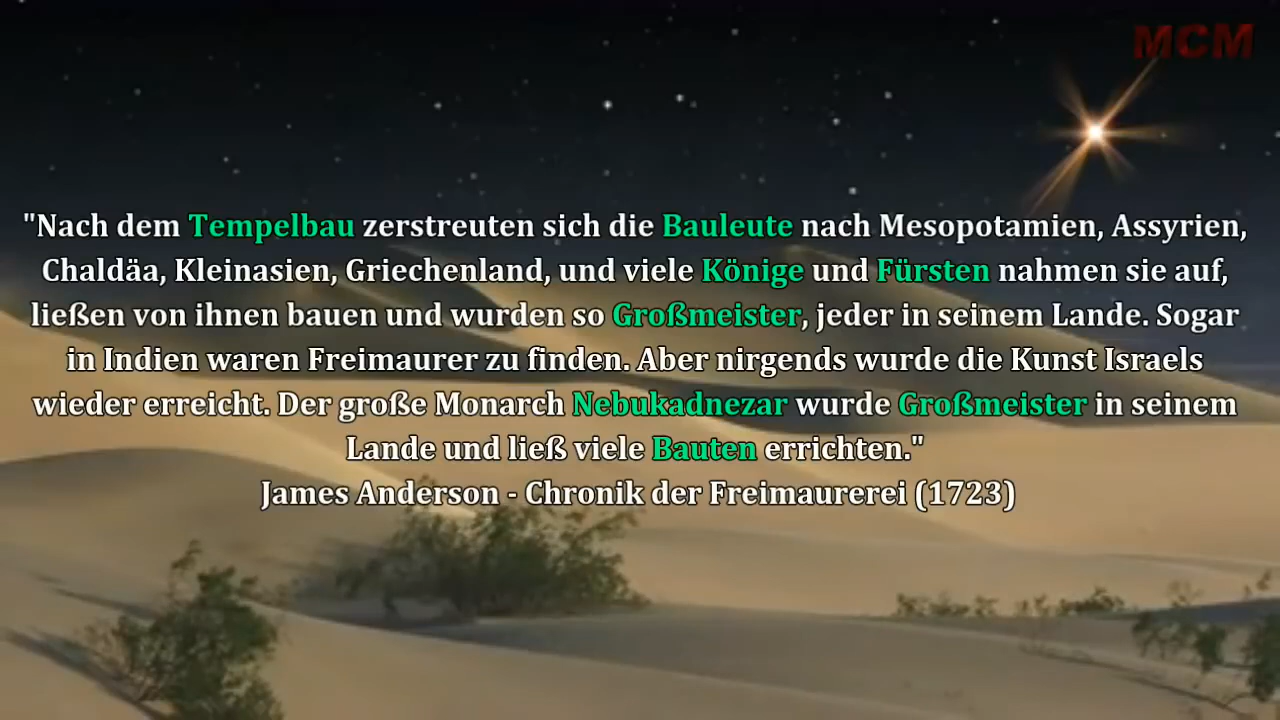 MCM
"Nach dem Tempelbau zerstreuten sich die Bauleute nach Mesopotamien, Assyrien,
Chaldäa, Kleinasien, Griechenland, und viele Könige und Fürsten nahmen sie auf,
ließen von ihnen bauen und wurden so Großmeister, jeder in seinem Lande. Sogar
in Indien waren Freimaurer zu finden. Aber nirgends wurde die Kunst Israels
wieder erreicht. Der große Monarch Nebukadnezar wurde Großmeister in seinem
Lande und ließ viele Bauten errichten."
James Anderson - Chronik der Freimaurerei (1723)